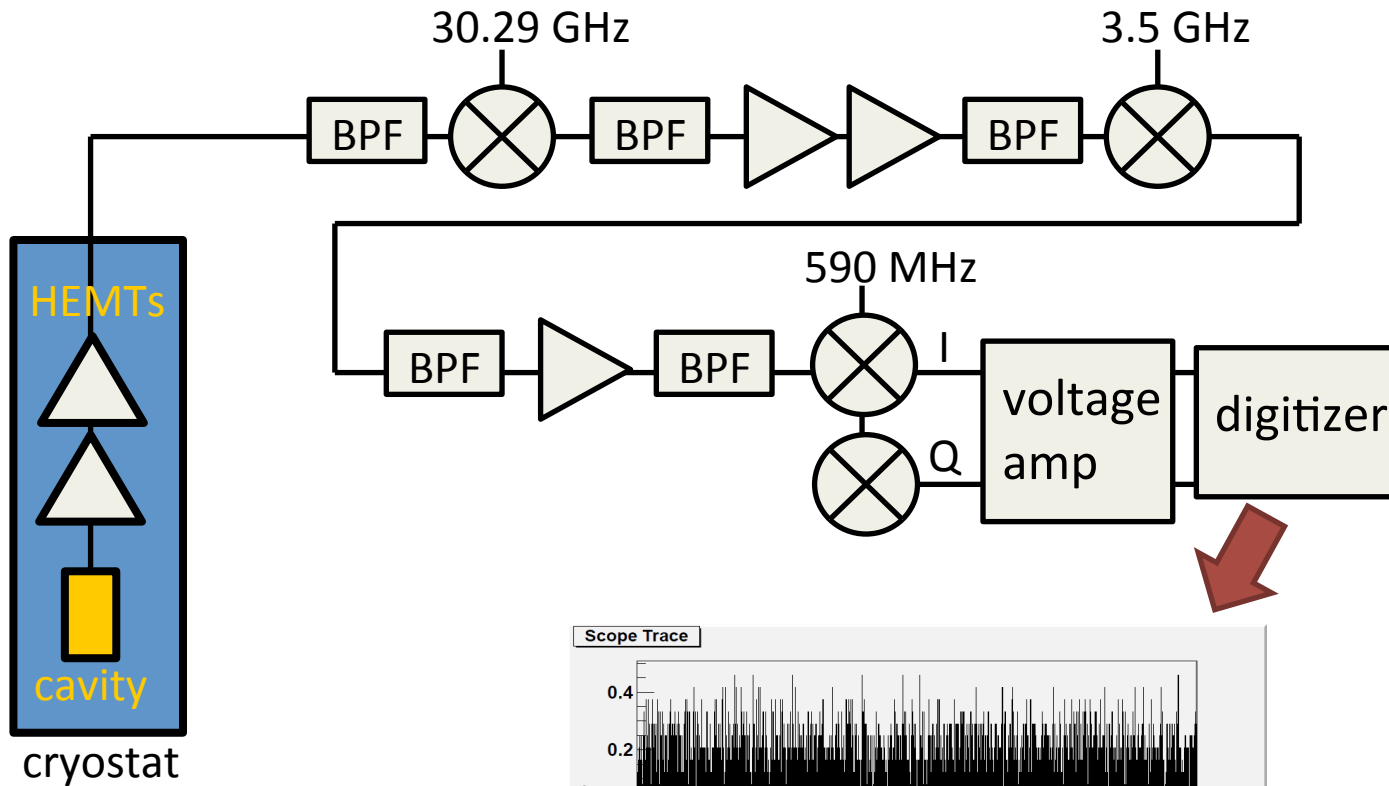 30.29 GHz
3.5 GHz
BPF
BPF
BPF
HEMTs
590 MHz
BPF
BPF
I
voltage
amp
digitizer
Q
cavity
cryostat
Scope Trace
0.4
0.2